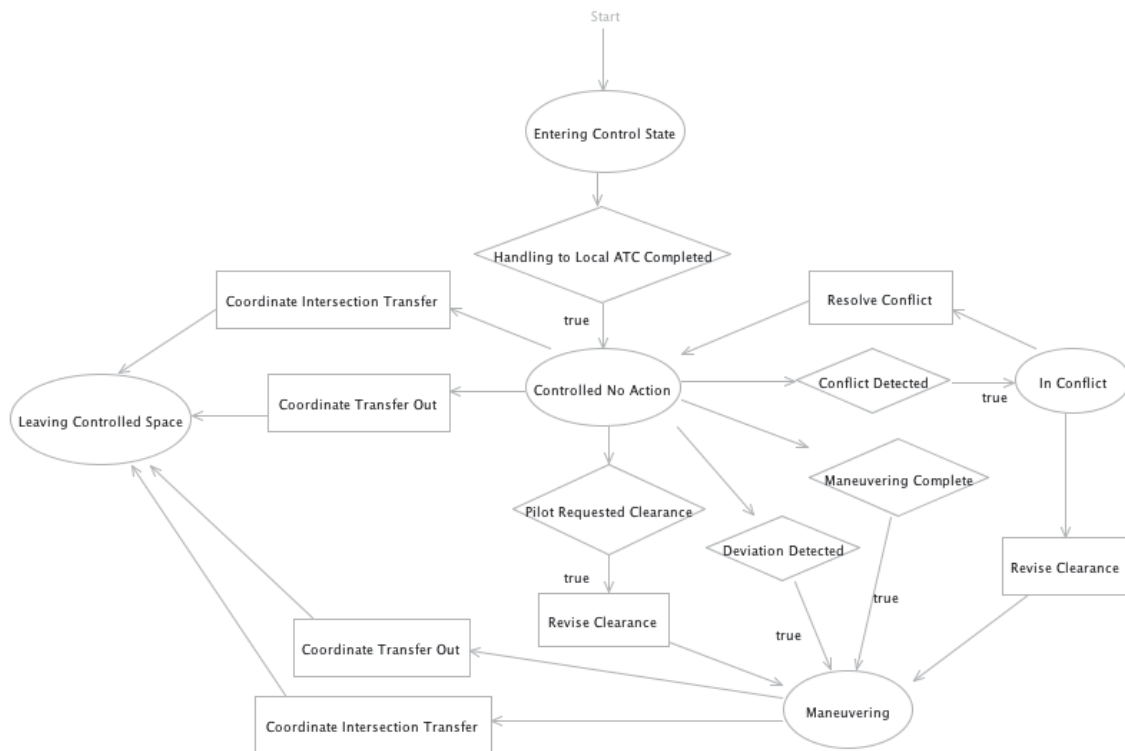 Start
Entering Control State
Handling to Local ATC Completed
Coordinate Intersection Transfer
Resolve Conflict
true
Controlled No Action
Conflict Detected
In Conflict
true
Coordinate Transfer Out
Leaving Controlled Space
Maneuvering Complete
Pilot Requested Clearance
Deviation Detected
Revise Clearance
true
true
Revise Clearance
true
Coordinate Transfer Out
Maneuvering
Coordinate Intersection Transfer